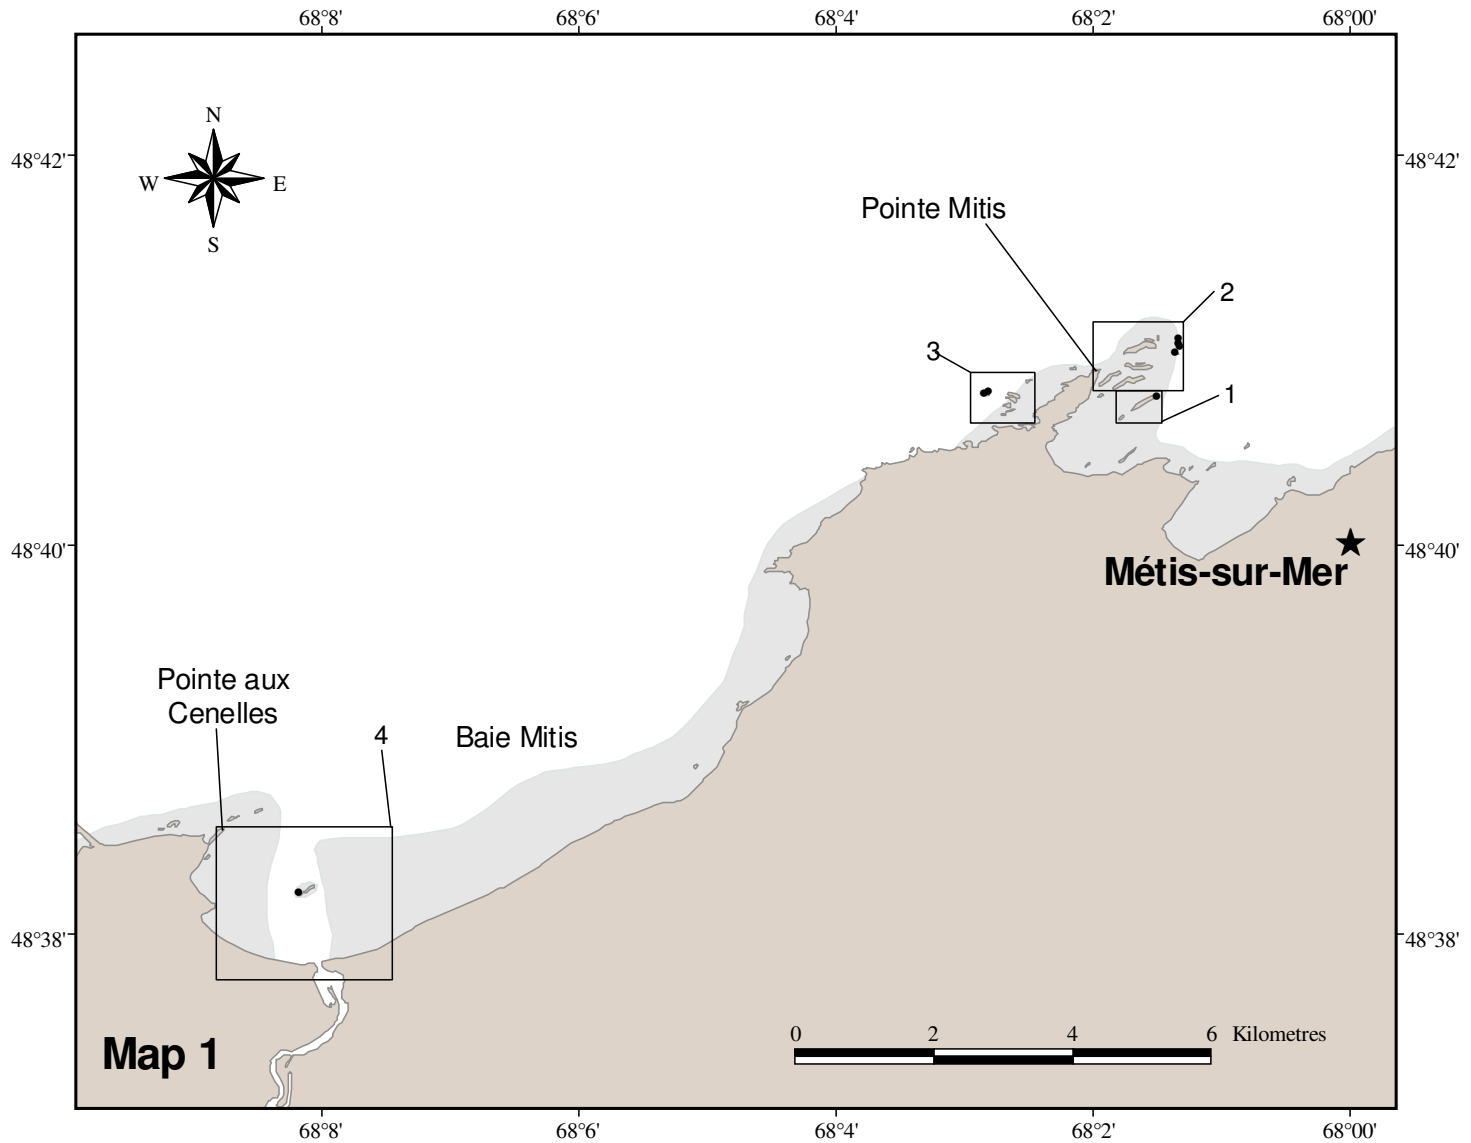 68°8' 68°6' 68°4' 68°2' 68°00'
N
48°42' 48°42'
W E
S
Pointe Mitis
2
3
1
48°40' 48°40'
Métis-sur-Mer
Pointe aux
Cenelles
4 Baie Mitis
48°38' 48°38'
0 2 4 6 Kilometres
Map 1
68°8' 68°6' 68°4' 68°2' 68°00'